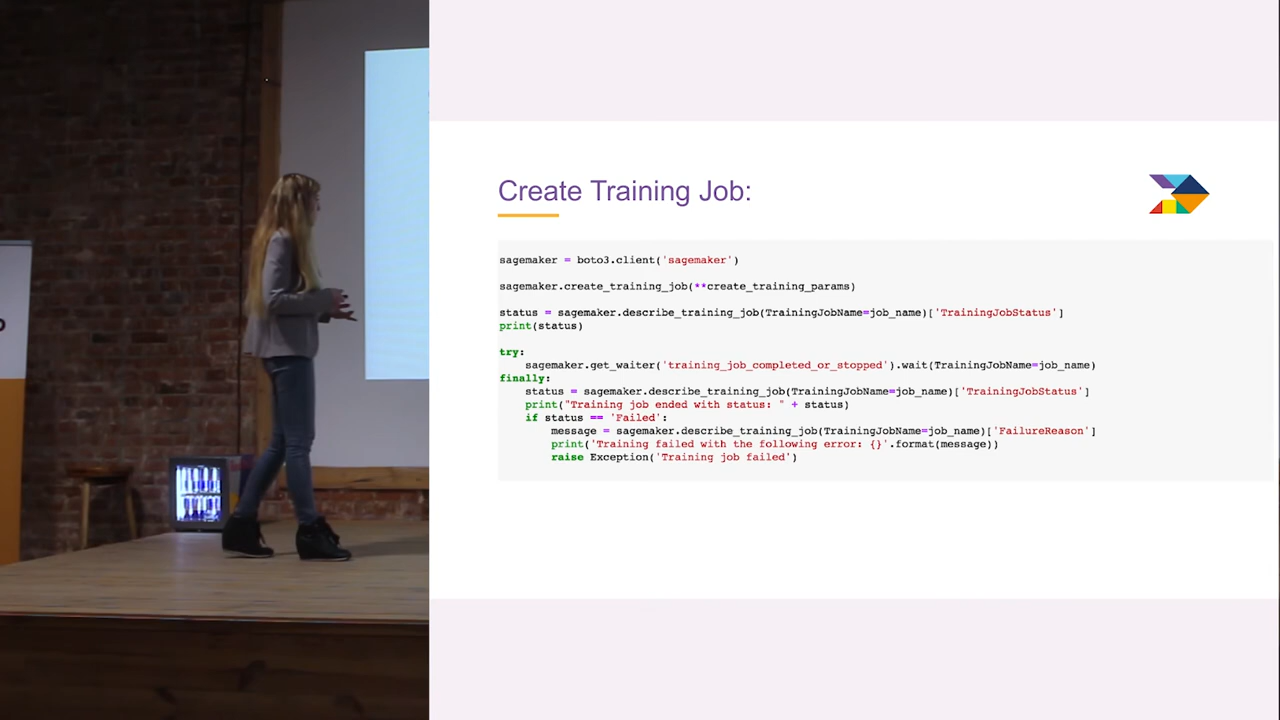 Create Training Job:
sagemaker = boto3.client('sagemaker')
sagemaker.create_training_job(**create_training_params)
status = sagemaker.describe_training_job(TrainingJobName=job_name)['TrainingJobStatus']
print(status)
try:
    sagemaker.get_waiter('training_job_completed_or_stopped').wait(TrainingJobName=job_name)
finally:
    status = sagemaker.describe_training_job(TrainingJobName=job_name)['TrainingJobStatus']
    print("Training job ended with status: " + status)
    if status == 'Failed':
        message = sagemaker.describe_training_job(TrainingJobName=job_name)['FailureReason']
        print('Training failed with the following error: {}'.format(message))
        raise Exception('Training job failed')